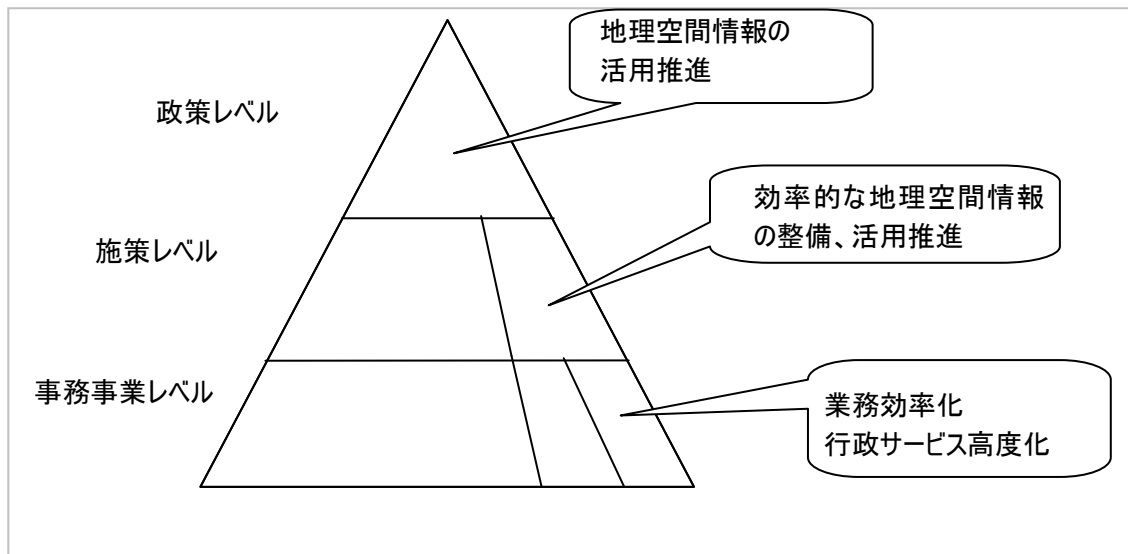 地理空間情報の
活用推進
政策レベル
効率的な地理空間情報
の整備、活用推進
施策レベル
事務事業レベル
業務効率化
行政サービス高度化